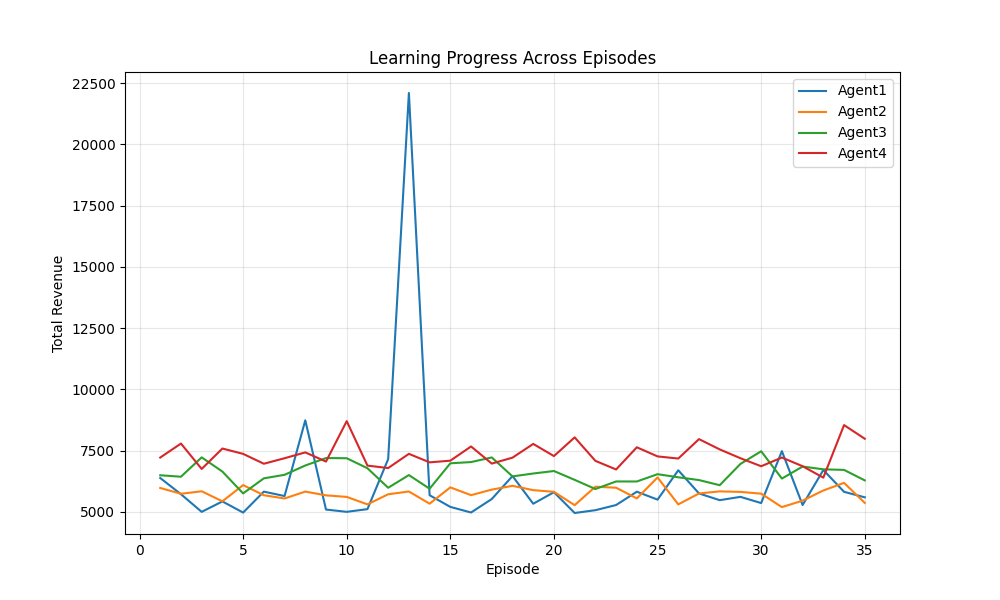 Learning Progress Across Episodes
22500
20000
17500
15000
12500
10000
7500
5000
Total Revenue
0 5 10 15 20 25 30 35
Episode
Agent1
Agent2
Agent3
Agent4